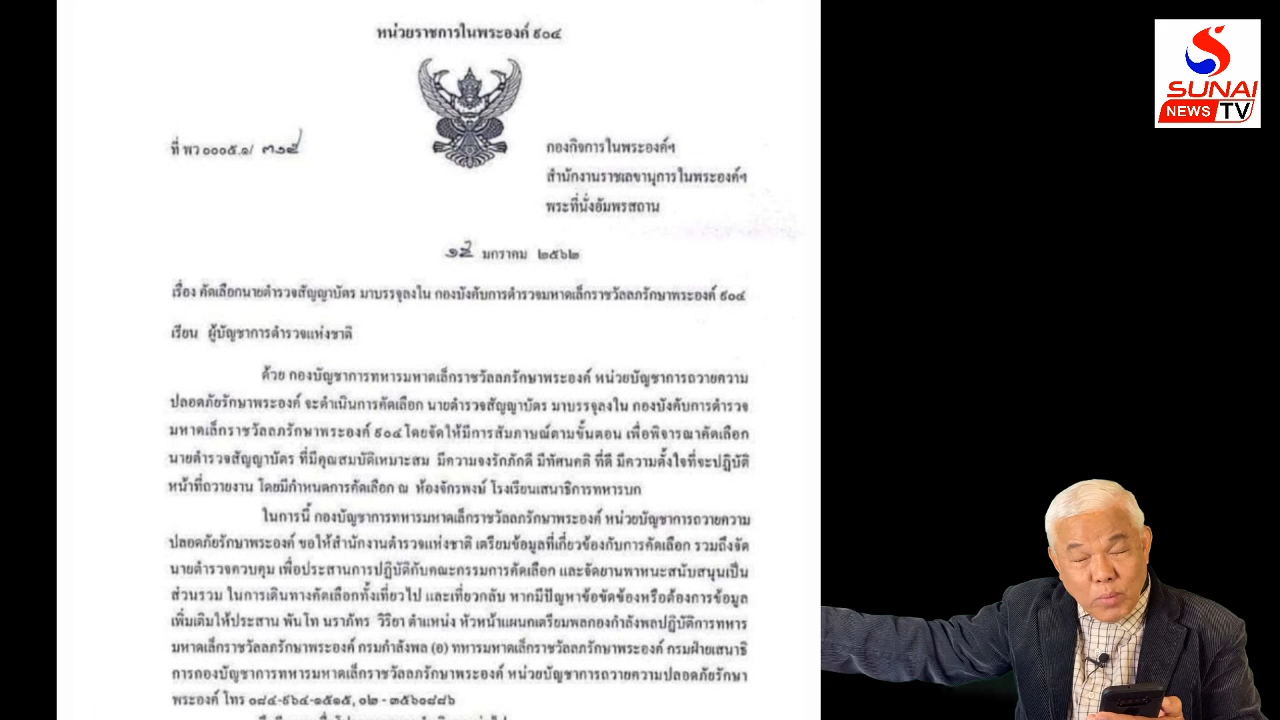 หน่วยราชการในพระองค์ ๙๐๔
SUNAI
NEWS TV
ที่ พว ๐๐๐๕.๑/ ๓๑๕
กองกิจการในพระองค์ฯ
สำนักงานราชเลขานุการในพระองค์ฯ
พระที่นั่งอัมพรสถาน
๑๕ มกราคม ๒๕๖๒
เรื่อง คัดเลือกนายตำรวจสัญญาบัตร มาบรรจุลงใน กองบังคับการตำรวจมหาดเล็กราชวัลลภรักษาพระองค์ ๙๐๔
เรียน ผู้บัญชาการตำรวจแห่งชาติ
ด้วย กองบัญชาการทหารมหาดเล็กราชวัลลภรักษาพระองค์ หน่วยบัญชาการถวายความ
ปลอดภัยรักษาพระองค์ จะดำเนินการคัดเลือก นายตำรวจสัญญาบัตร มาบรรจุลงใน กองบังคับการตำรวจ
มหาดเล็กราชวัลลภรักษาพระองค์ ๙๐๔ โดยจัดให้มีการสัมภาษณ์ตามขั้นตอน เพื่อพิจารณาคัดเลือก
นายตำรวจสัญญาบัตร ที่มีคุณสมบัติเหมาะสม มีความจงรักภักดี มีทัศนคติ ที่ดี มีความตั้งใจที่จะปฏิบัติ
หน้าที่ถวายงาน โดยมีกำหนดการคัดเลือก ณ ห้องจักรพงษ์ โรงเรียนเสนาธิการทหารบก
ในการนี้ กองบัญชาการทหารมหาดเล็กราชวัลลภรักษาพระองค์ หน่วยบัญชาการถวายความ
ปลอดภัยรักษาพระองค์ ขอให้สำนักงานตำรวจแห่งชาติ เตรียมข้อมูลที่เกี่ยวข้องกับการคัดเลือก รวมถึงจัด
นายตำรวจควบคุม เพื่อประสานการปฏิบัติกับคณะกรรมการคัดเลือก และจัดยานพาหนะสนับสนุนเป็น
ส่วนรวม ในการเดินทางคัดเลือกทั้งเที่ยวไป และเที่ยวกลับ หากมีปัญหาข้อขัดข้องหรือต้องการข้อมูล
เพิ่มเติมให้ประสาน พันโท นราภัทร วิริยา ตำแหน่ง หัวหน้าแผนกเตรียมพลกองกำลังพลปฏิบัติการทหาร
มหาดเล็กราชวัลลภรักษาพระองค์ กรมกำลังพล (อ) ทหารมหาดเล็กราชวัลลภรักษาพระองค์ กรมฝ่ายเสนาธิ
การกองบัญชาการทหารมหาดเล็กราชวัลลภรักษาพระองค์ หน่วยบัญชาการถวายความปลอดภัยรักษา
พระองค์ โทร ๐๘๔-๙๖๔-๑๕๑๕, ๐๒ - ๓๕๖๐๘๘๖